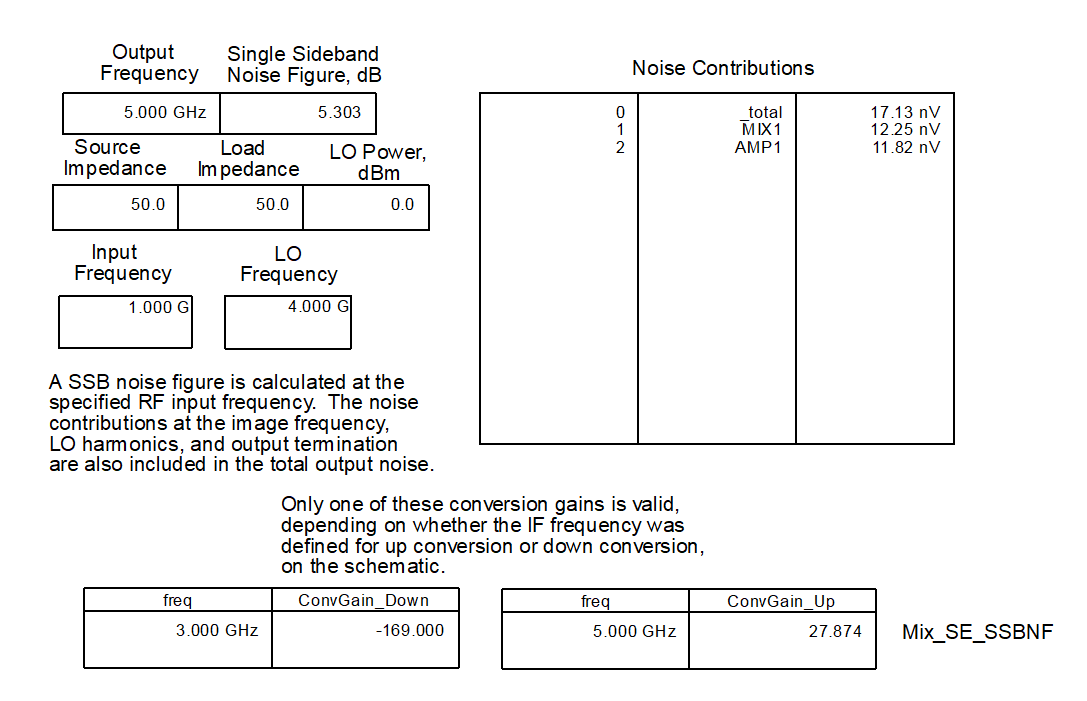 Output
Frequency
Single Sideband
Noise Figure, dB
5.000 GHz
5.303
Source
Impedance
Load
Impedance
LO Power,
dBm
50.0
50.0
0.0
Input
Frequency
LO
Frequency
1.000 G
4.000 G
Noise Contributions
0 _total 17.13 nV
1 MIX1 12.25 nV
2 AMP1 11.82 nV
A SSB noise figure is calculated at the
specified RF input frequency. The noise
contributions at the image frequency,
LO harmonics, and output termination
are also included in the total output noise.
Only one of these conversion gains is valid,
depending on whether the IF frequency was
defined for up conversion or down conversion,
on the schematic.
freq ConvGain_Down
3.000 GHz -169.000
freq ConvGain_Up
5.000 GHz 27.874
Mix_SE_SSBNF